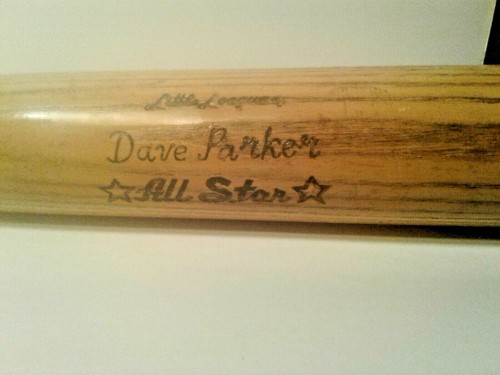 Little Leaguer
Dave Parker
☆All Star☆